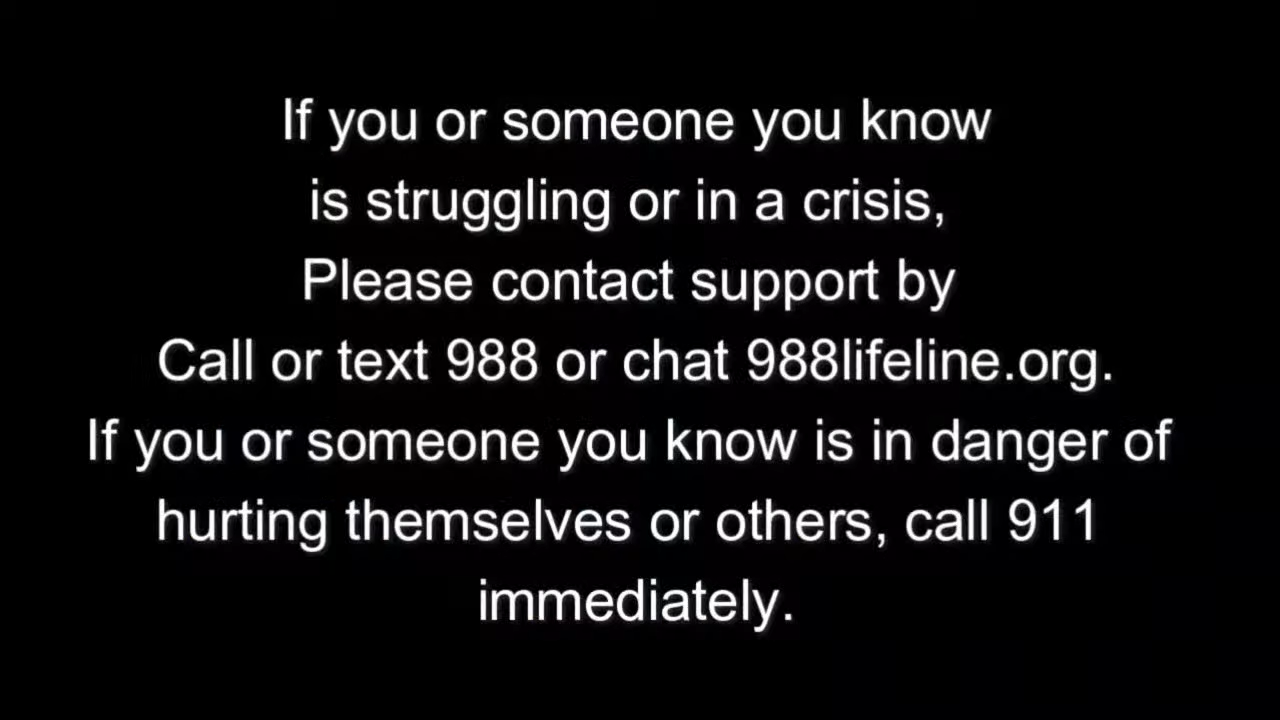 If you or someone you know
is struggling or in a crisis,
Please contact support by
Call or text 988 or chat 988lifeline.org.
If you or someone you know is in danger of
hurting themselves or others, call 911
immediately.